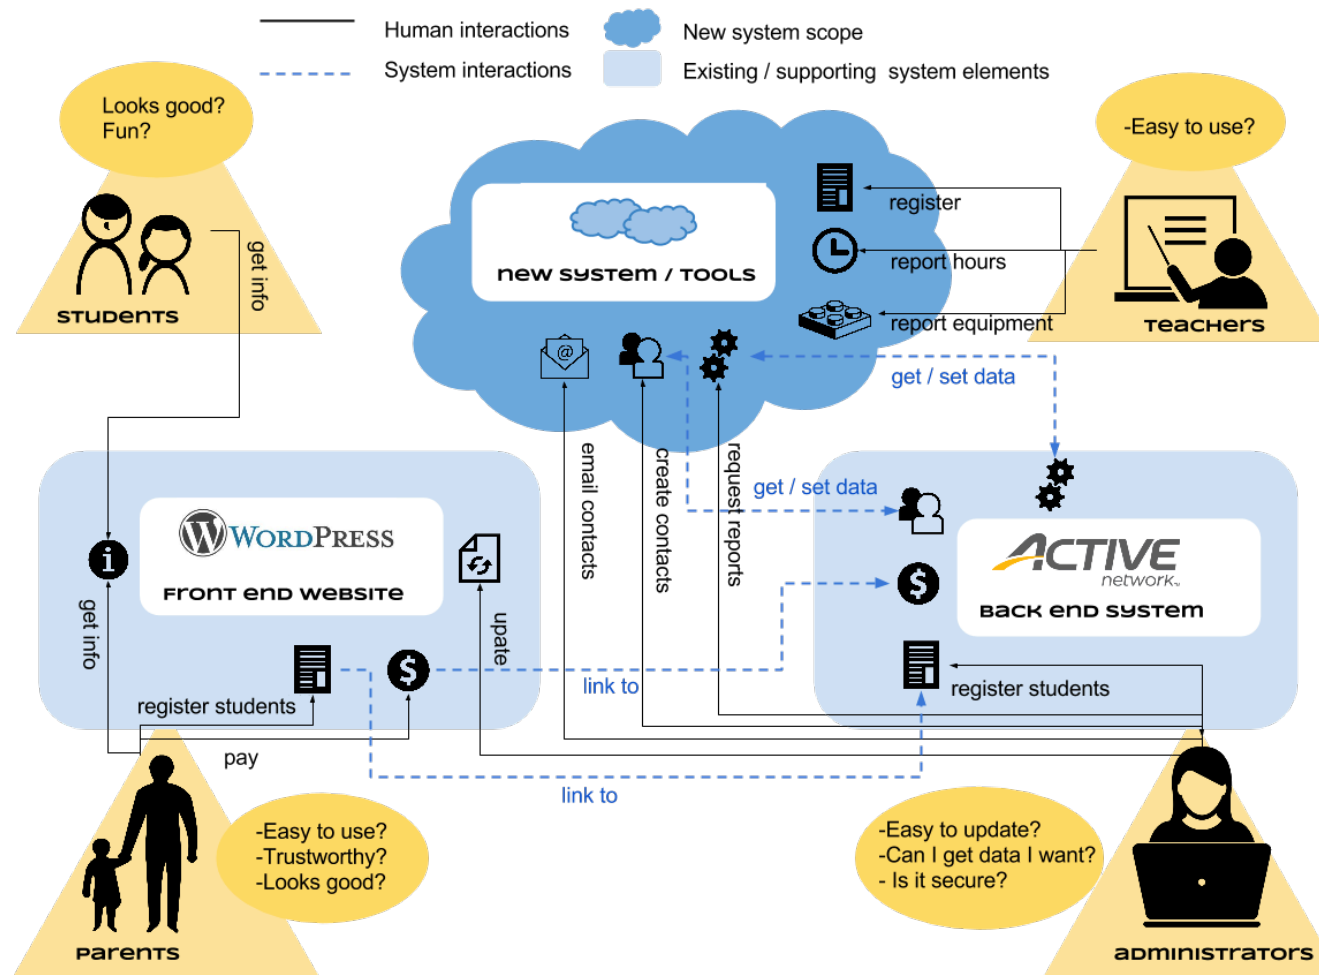 Human interactions
New system scope
System interactions
Existing / supporting system elements
Looks good?
Fun?
-Easy to use?
STUDENTS
get info
NEW SYSTEM / TOOLS
register
report hours
report equipment
TEACHERS
@
get / set data
email contacts
create contacts
request reports
get / set data
W WORDPRESS
FRONT END WEBSITE
i
get info
upate
$
register students
pay
link to
link to
ACTIVE
network™
BACK END SYSTEM
$
register students
-Easy to use?
-Trustworthy?
-Looks good?
PARENTS
-Easy to update?
-Can I get data I want?
- Is it secure?
ADMINISTRATORS